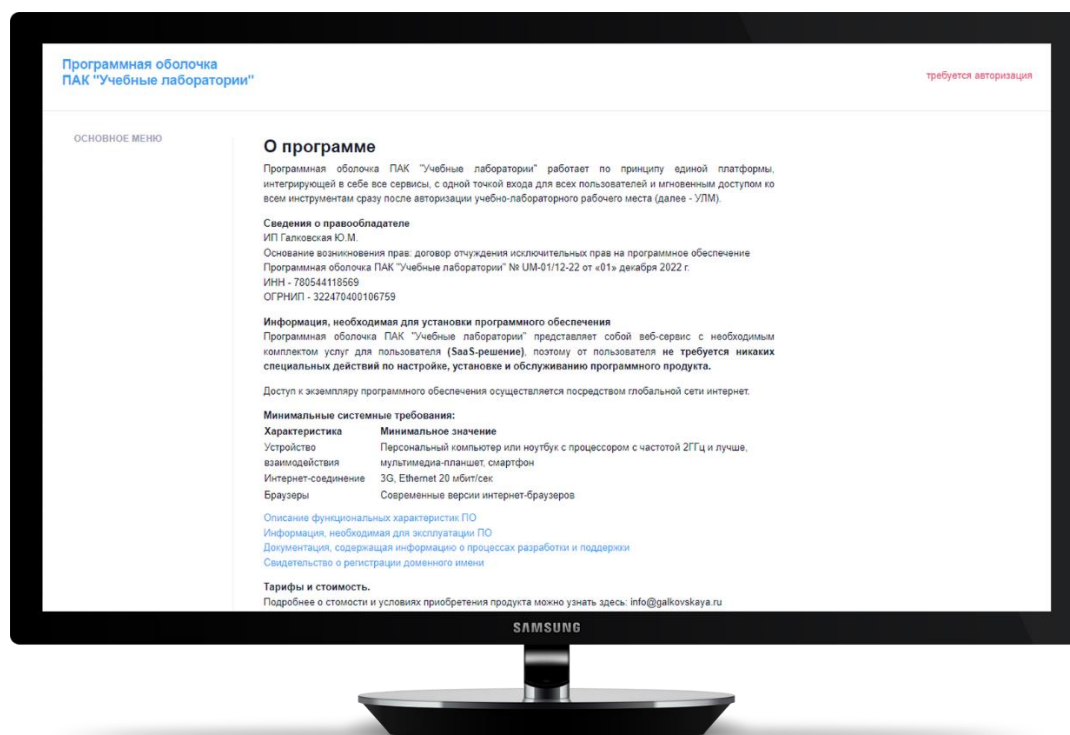 Программная оболочка
ПАК "Учебные лаборатории"
требуется авторизация
ОСНОВНОЕ МЕНЮ
О программе
Программная оболочка ПАК "Учебные лаборатории" работает по принципу единой платформы,
интегрирующей в себе все сервисы, с одной точкой входа для всех пользователей и мгновенным доступом ко
всем инструментам сразу после авторизации учебно-лабораторного рабочего места (далее - УЛМ).
Сведения о правообладателе
ИП Галковская Ю.М.
Основание возникновения прав: договор отчуждения исключительных прав на программное обеспечение
Программная оболочка ПАК "Учебные лаборатории" № UM-01/12-22 от «01» декабря 2022 г.
ИНН - 780544118569
ОГРНИП - 322470400106759
Информация, необходимая для установки программного обеспечения
Программная оболочка ПАК "Учебные лаборатории" представляет собой веб-сервис с необходимым
комплектом услуг для пользователя (SaaS-решение), поэтому от пользователя не требуется никаких
специальных действий по настройке, установке и обслуживанию программного продукта.
Доступ к экземпляру программного обеспечения осуществляется посредством глобальной сети интернет.
Минимальные системные требования:
Характеристика Минимальное значение
Устройство Персональный компьютер или ноутбук с процессором с частотой 2ГГц и лучше,
взаимодействия мультимедиа-планшет, смартфон
Интернет-соединение 3G, Ethernet 20 мбит/сек
Браузеры Современные версии интернет-браузеров
Описание функциональных характеристик ПО
Информация, необходимая для эксплуатации ПО
Документация, содержащая информацию о процессах разработки и поддержки
Свидетельство о регистрации доменного имени
Тарифы и стоимость.
Подробнее о стомости и условиях приобретения продукта можно узнать здесь: info@galkovskaya.ru
SAMSUNG